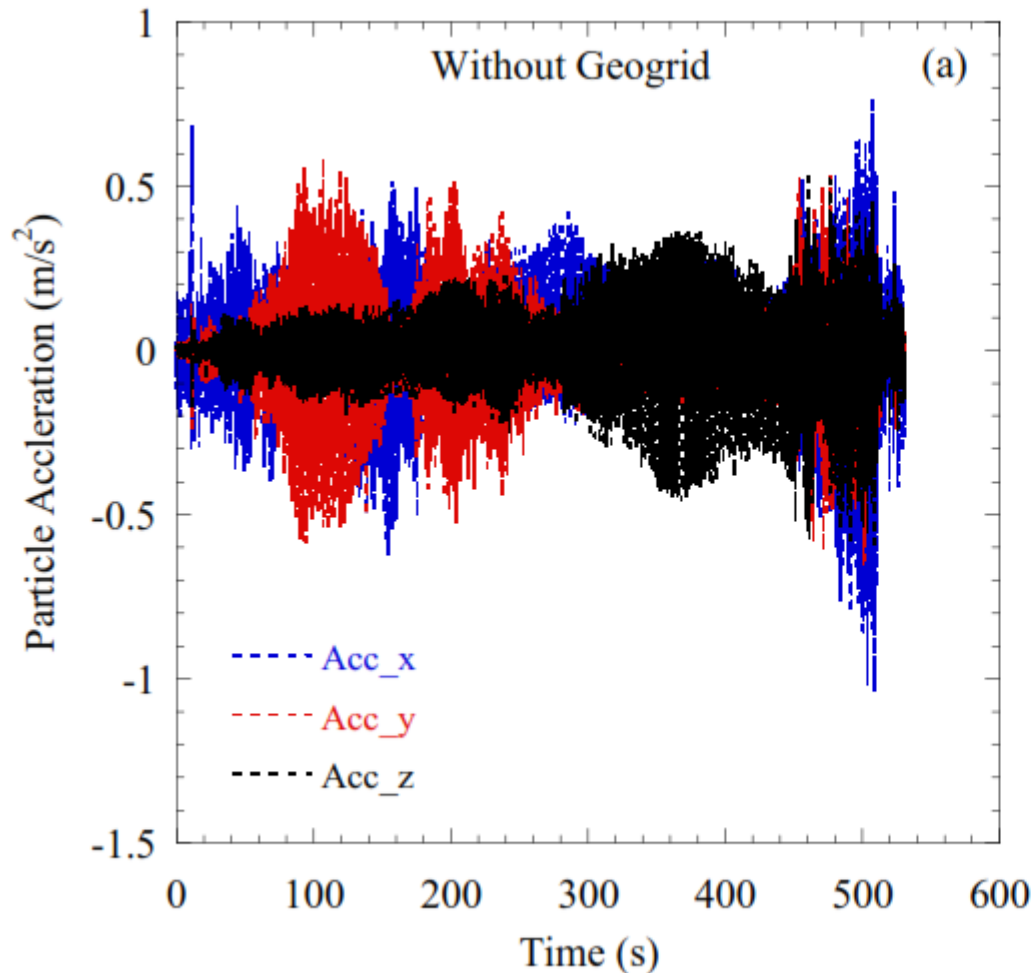 Without Geogrid
(a)
1
0.5
0
-0.5
-1
-1.5
Particle Accleration (m/s²)
Acc_x
Acc_y
Acc_z
0 100 200 300 400 500 600
Time (s)